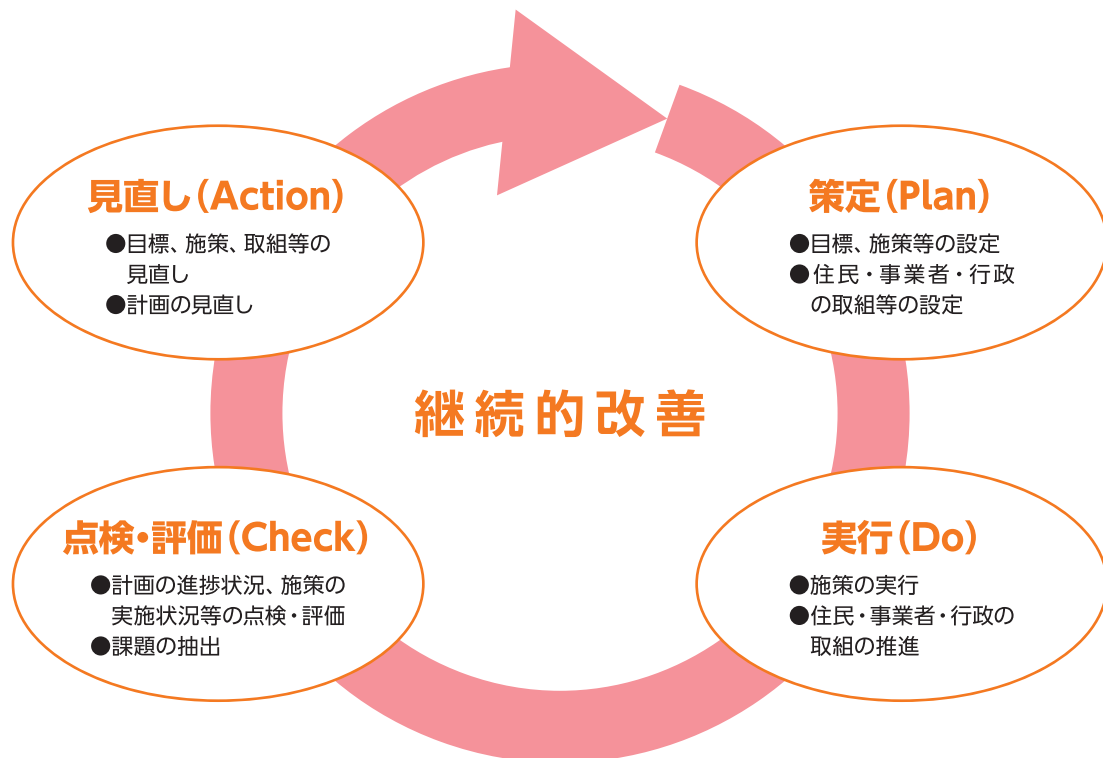 見直し(Action)
●目標、施策、取組等の
見直し
●計画の見直し
策定(Plan)
●目標、施策等の設定
●住民・事業者・行政
の取組等の設定
継続的改善
点検・評価(Check)
●計画の進捗状況、施策の
実施状況等の点検・評価
●課題の抽出
実行(Do)
●施策の実行
●住民・事業者・行政の
取組の推進